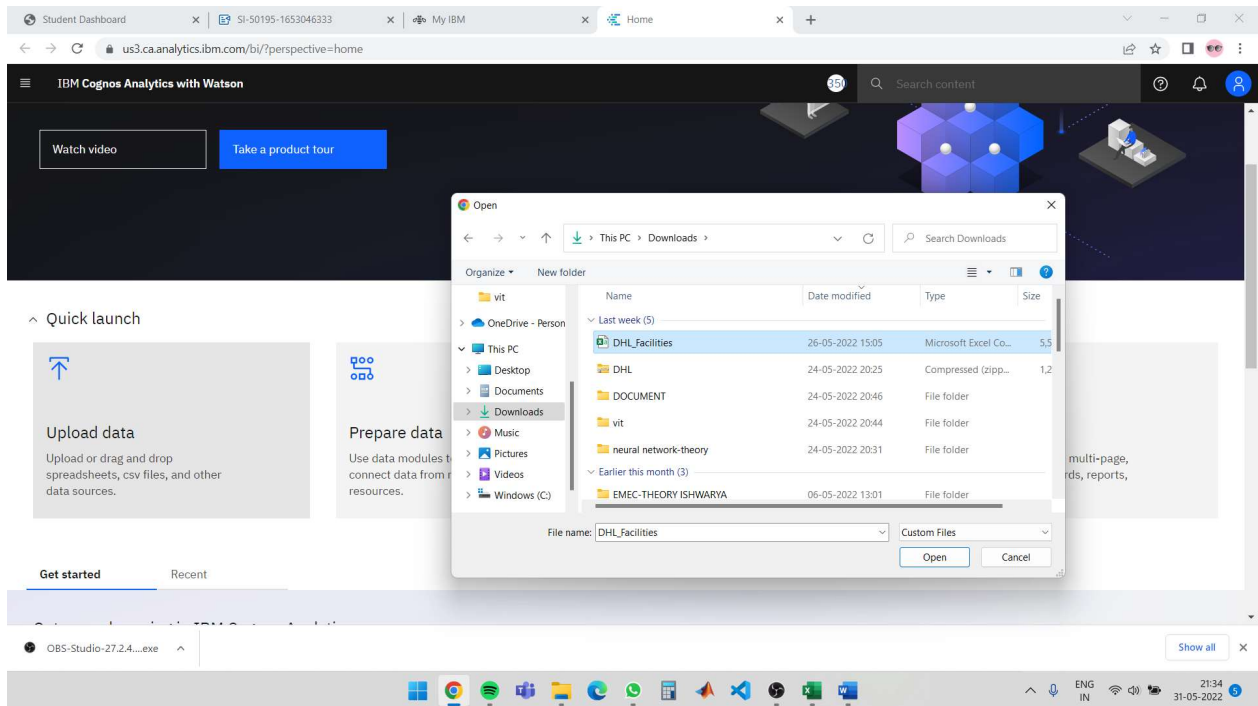 Student Dashboard
SI-50195-1653046333
My IBM
Home
us3.ca.analytics.ibm.com/bi/?perspective=home
IBM Cognos Analytics with Watson
350
Search content
Watch video
Take a product tour
Open
This PC > Downloads >
Search Downloads
Organize
New folder
vit
OneDrive - Person
This PC
Desktop
Documents
Downloads
Music
Pictures
Videos
Windows (C:)
Name Date modified Type Size
Last week (5)
DHL_Facilities 26-05-2022 15:05 Microsoft Excel Co... 5,5
DHL 24-05-2022 20:25 Compressed (zipp... 1,2
DOCUMENT 24-05-2022 20:46 File folder
vit 24-05-2022 20:44 File folder
neural network-theory 24-05-2022 20:31 File folder
Earlier this month (3)
EMEC-THEORY ISHWARYA 06-05-2022 13:01 File folder
File name: DHL_Facilities
Custom Files
Open
Cancel
Quick launch
Upload data
Upload or drag and drop
spreadsheets, csv files, and other
data sources.
Prepare data
Use data modules t
connect data from r
resources.
multi-page,
rds, reports,
Get started
Recent
OBS-Studio-27.2.4....exe
Show all
ENG
IN
21:34
31-05-2022
5